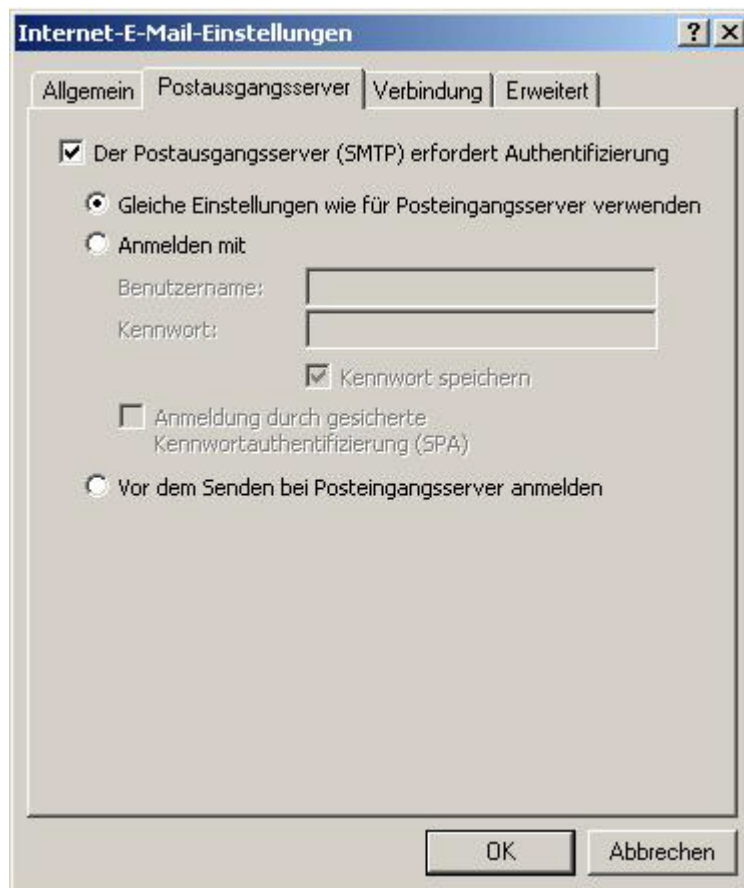 Internet-E-Mail-Einstellungen
Allgemein Postausgangsserver Verbindung Erweitert
Der Postausgangsserver (SMTP) erfordert Authentifizierung
Gleiche Einstellungen wie für Posteingangsserver verwenden
Anmelden mit
Benutzername:
Kennwort:
Kennwort speichern
Anmeldung durch gesicherte
Kennwortauthentifizierung (SPA)
Vor dem Senden bei Posteingangsserver anmelden
OK Abbrechen